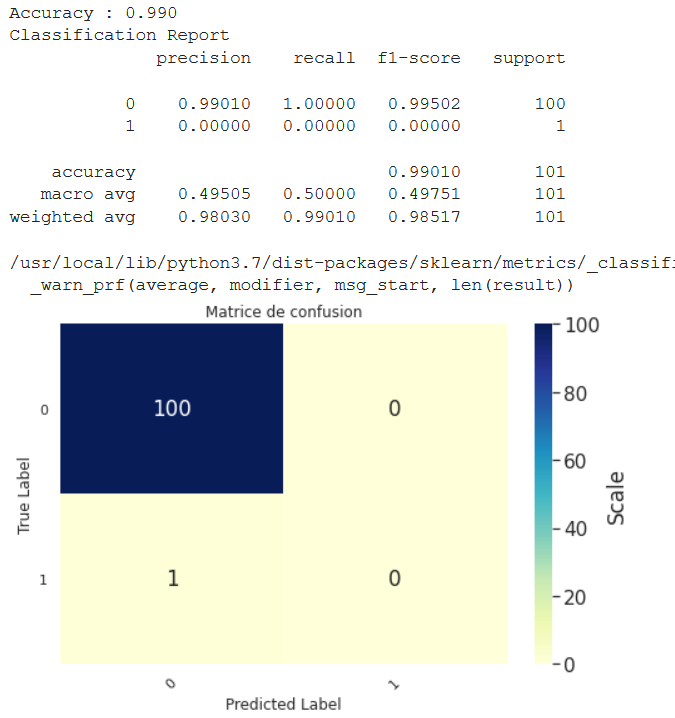 Accuracy : 0.990
Classification Report
precision recall f1-score support
0 0.99010 1.00000 0.99502 100
1 0.00000 0.00000 0.00000 1
accuracy 0.99010 101
macro avg 0.49505 0.50000 0.49751 101
weighted avg 0.98030 0.99010 0.98517 101
/usr/local/lib/python3.7/dist-packages/sklearn/metrics/_classifi
_warn_prf(average, modifier, msg_start, len(result))
Matrice de confusion
100
80
60
40
20
0
Scale
True Label
0
1
100 0
1 0
0 1
Predicted Label